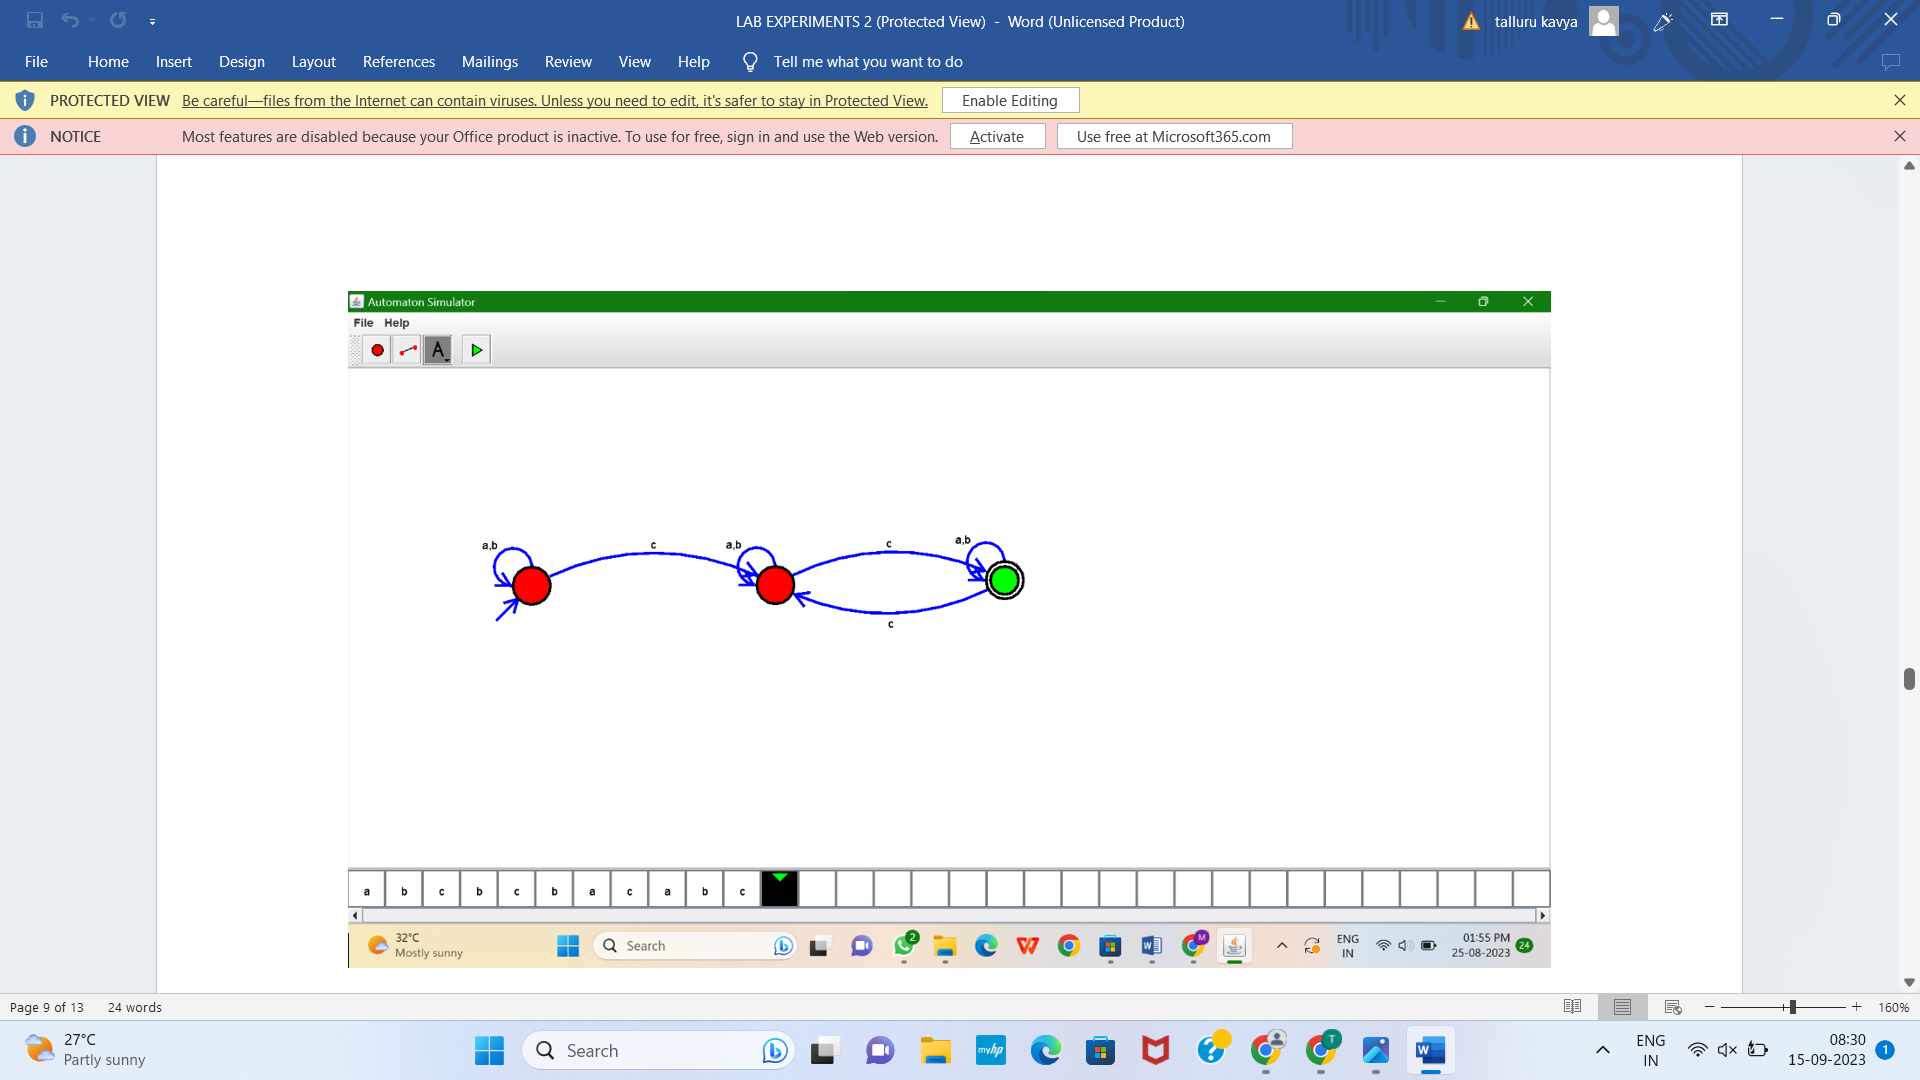 LAB EXPERIMENTS 2 (Protected View) - Word (Unlicensed Product)
talluru kavya
File Home Insert Design Layout References Mailings Review View Help Tell me what you want to do
PROTECTED VIEW Be careful—files from the Internet can contain viruses. Unless you need to edit, it's safer to stay in Protected View. Enable Editing
NOTICE Most features are disabled because your Office product is inactive. To use for free, sign in and use the Web version. Activate Use free at Microsoft365.com
Automaton Simulator
File Help
A
a,b c a,b c a,b
c
a b c b c b a c a b c
32°C
Mostly sunny
Search
2
M
ENG
IN
01:55 PM
25-08-2023
24
Page 9 of 13 24 words
160%
27°C
Partly sunny
Search
myhp
T
W
ENG
IN
08:30
15-09-2023
1